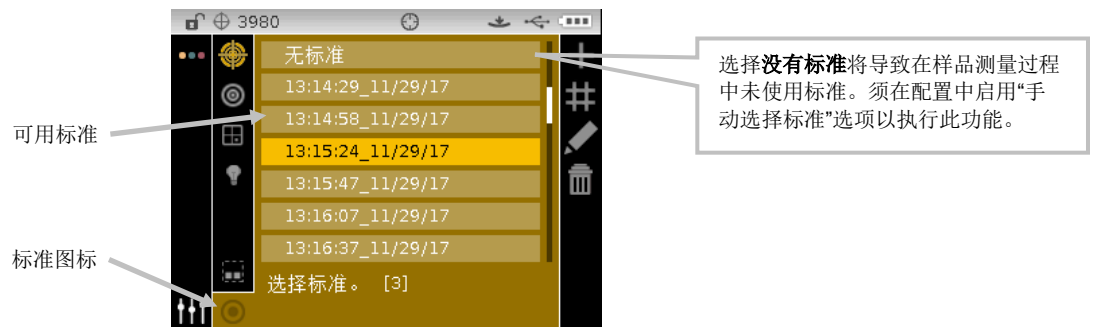 3980
无标准
13:14:29_11/29/17
13:14:58_11/29/17
13:15:24_11/29/17
13:15:47_11/29/17
13:16:07_11/29/17
13:16:37_11/29/17
选择标准。 [3]
可用标准
标准图标
选择没有标准将导致在样品测量过程
中未使用标准。须在配置中启用“手
动选择标准”选项以执行此功能。